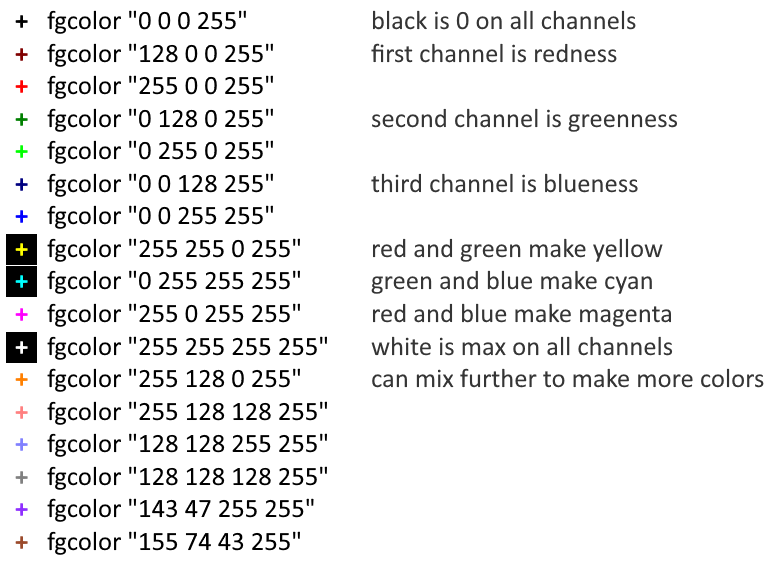 + fgcolor "0 0 0 255" black is 0 on all channels
+ fgcolor "128 0 0 255" first channel is redness
+ fgcolor "255 0 0 255"
+ fgcolor "0 128 0 255" second channel is greenness
+ fgcolor "0 255 0 255"
+ fgcolor "0 0 128 255" third channel is blueness
+ fgcolor "0 0 255 255"
+ fgcolor "255 255 0 255" red and green make yellow
+ fgcolor "0 255 255 255" green and blue make cyan
+ fgcolor "255 0 255 255" red and blue make magenta
+ fgcolor "255 255 255 255" white is max on all channels
+ fgcolor "255 128 0 255" can mix further to make more colors
+ fgcolor "255 128 128 255"
+ fgcolor "128 128 255 255"
+ fgcolor "128 128 128 255"
+ fgcolor "143 47 255 255"
+ fgcolor "155 74 43 255"